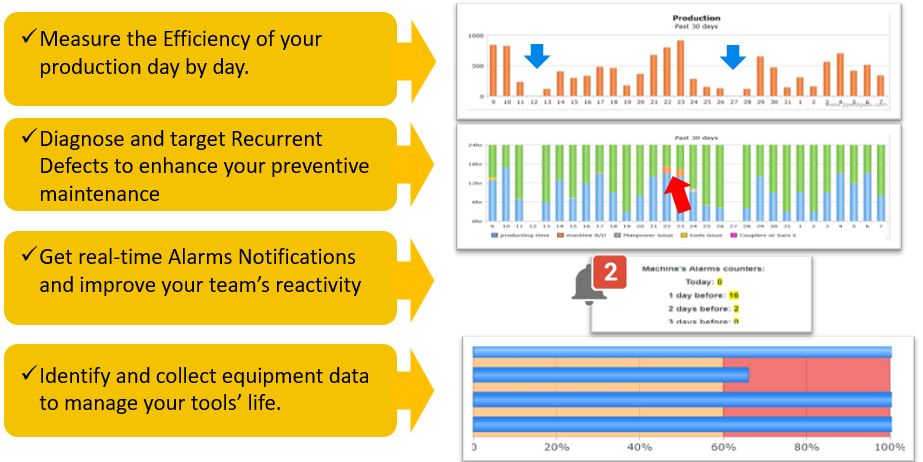 ✓Measure the Efficiency of your
production day by day.
Production
Past 30 days
1000
500
0
9 10 11 12 13 14 15 16 17 18 19 20 21 22 23 24 25 26 27 28 29 30 31 1 2 3 4 5 6 7
✓Diagnose and target Recurrent
Defects to enhance your preventive
maintenance
Past 30 days
24hr
18hr
12hr
6hr
0hr
9 10 11 12 13 14 15 16 17 18 19 20 21 22 23 24 25 26 27 28 29 30 31 1 2 3 4 5 6 7
producting time machine B/D Manpower issue tools issue Couplers or bars
✓Get real-time Alarms Notifications
and improve your team's reactivity
2
Machine's Alarms counters:
Today: 0
1 day before: 16
2 days before: 2
3 days before: 0
✓Identify and collect equipment data
to manage your tools' life.
0 20% 40% 60% 80% 100%